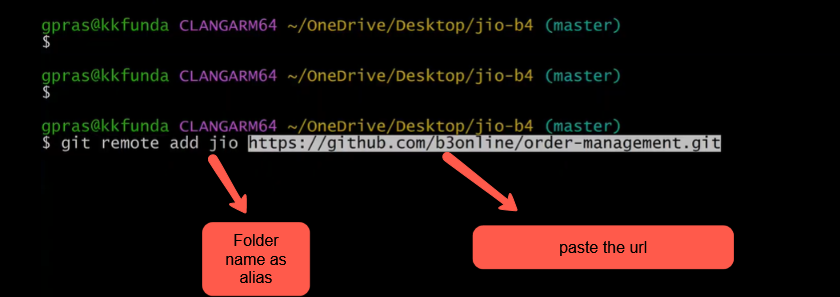 gpras@kkfunda CLANGARM64 ~/OneDrive/Desktop/jio-b4 (master)
$
gpras@kkfunda CLANGARM64 ~/OneDrive/Desktop/jio-b4 (master)
$
gpras@kkfunda CLANGARM64 ~/OneDrive/Desktop/jio-b4 (master)
$ git remote add jio https://github.com/b3online/order-management.git
Folder
name as
alias
paste the url